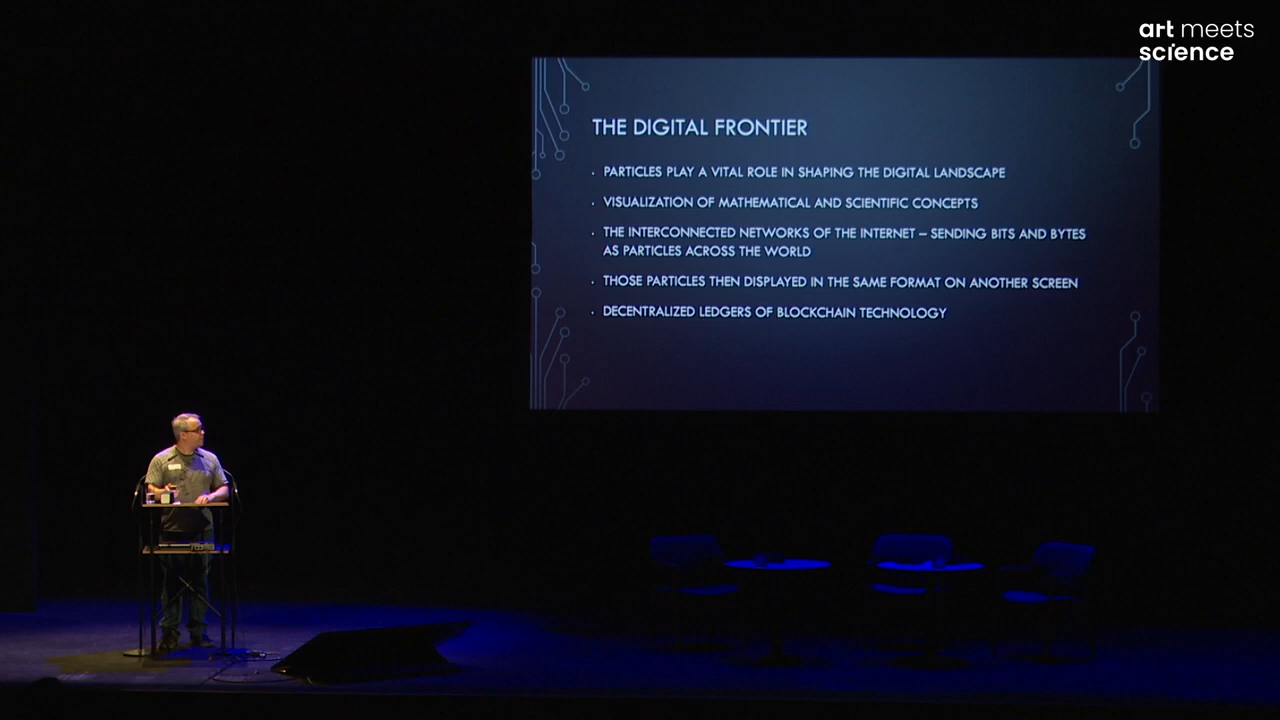 art meets
science
THE DIGITAL FRONTIER
• PARTICLES PLAY A VITAL ROLE IN SHAPING THE DIGITAL LANDSCAPE
• VISUALIZATION OF MATHEMATICAL AND SCIENTIFIC CONCEPTS
• THE INTERCONNECTED NETWORKS OF THE INTERNET – SENDING BITS AND BYTES
AS PARTICLES ACROSS THE WORLD
• THOSE PARTICLES THEN DISPLAYED IN THE SAME FORMAT ON ANOTHER SCREEN
• DECENTRALIZED LEDGERS OF BLOCKCHAIN TECHNOLOGY